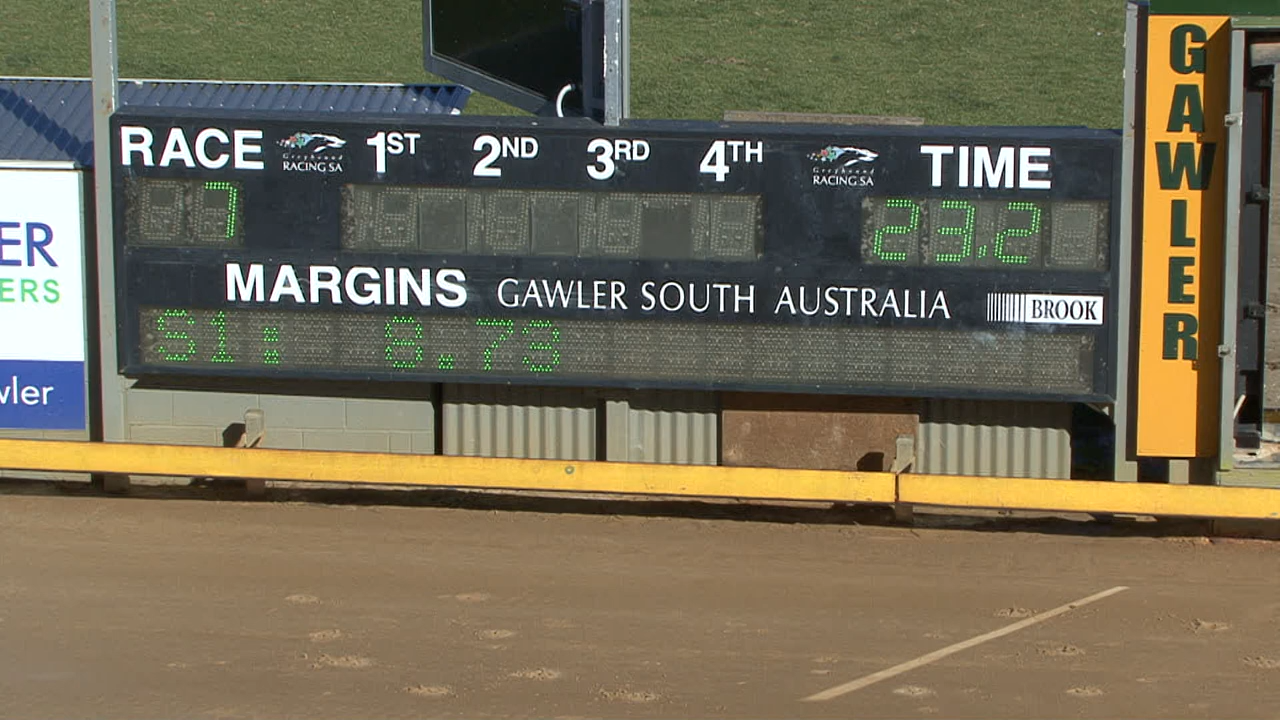 RACE Greyhound RACING.SA 1ST 2ND 3RD 4TH Greyhound RACING.SA TIME
7 23.2
MARGINS GAWLER SOUTH AUSTRALIA BROOK
S1: 8.73
GAWLER
ER
ERS
wler